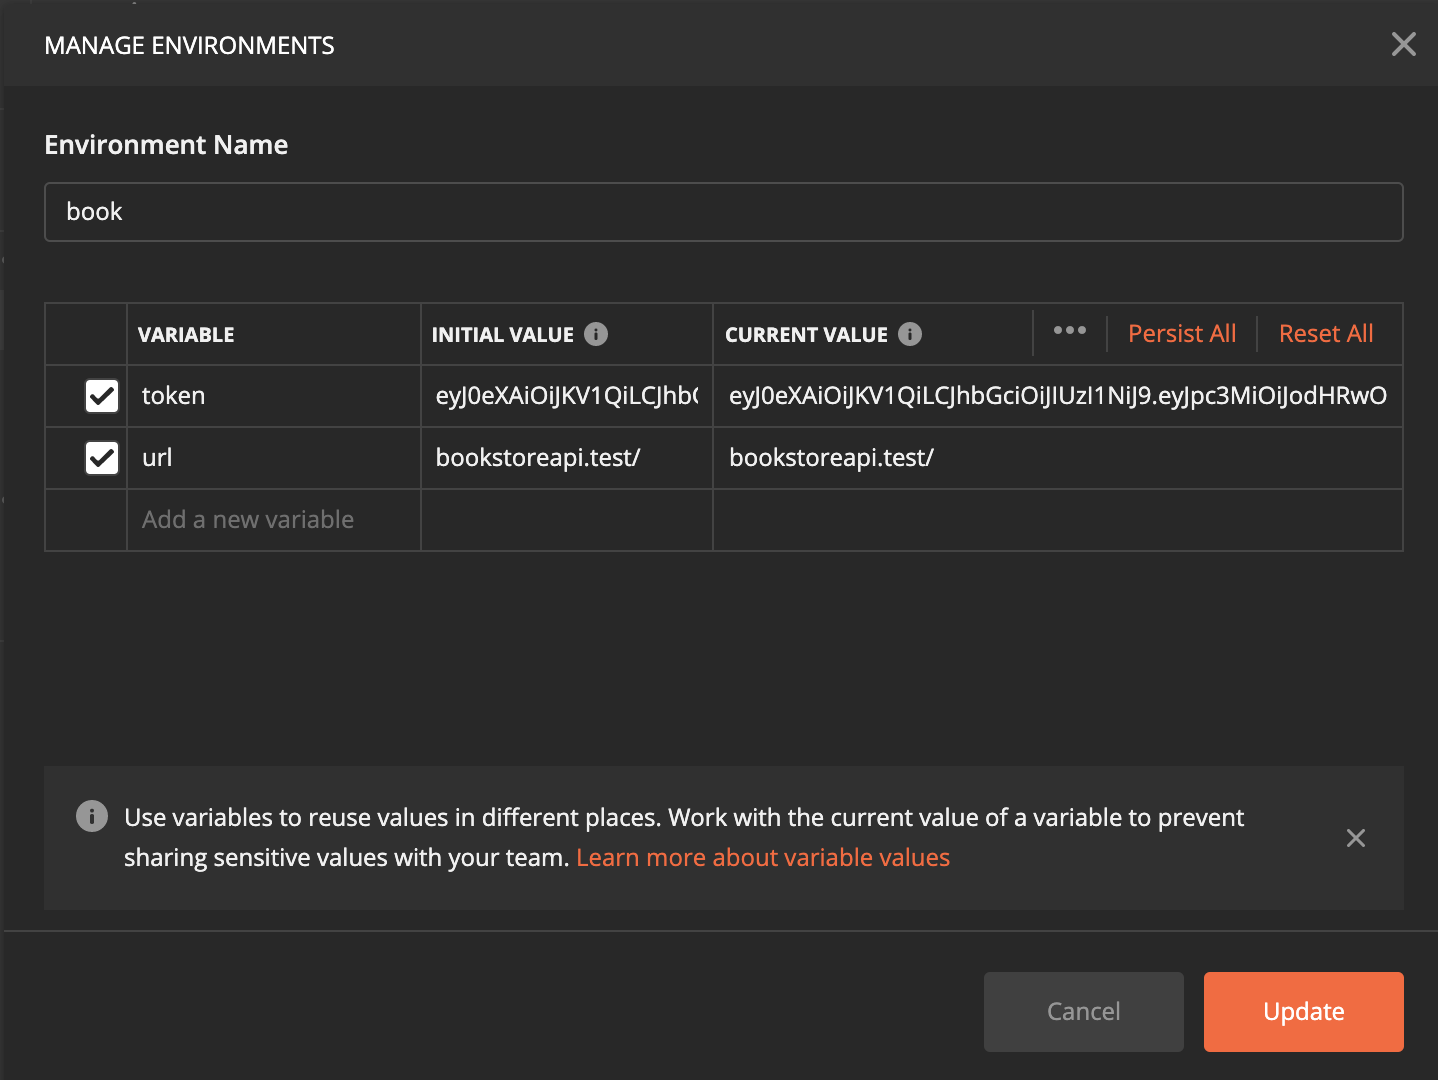 MANAGE ENVIRONMENTS
Environment Name
book
VARIABLE INITIAL VALUE CURRENT VALUE ••• Persist All Reset All
token eyJ0eXAiOiJKV1QiLCJhb eyJ0eXAiOiJKV1QiLCJhbGciOiJIUzI1NiJ9.eyJpc3MiOiJodHRwO
url bookstoreapi.test/ bookstoreapi.test/
Add a new variable
Use variables to reuse values in different places. Work with the current value of a variable to prevent
sharing sensitive values with your team. Learn more about variable values
Cancel Update